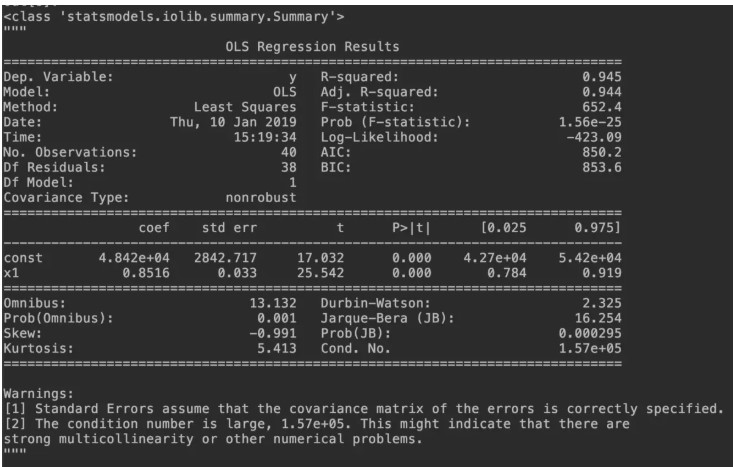 <class 'statsmodels.iolib.summary.Summary'>
"""
                            OLS Regression Results
==============================================================================
Dep. Variable:                      y   R-squared:                       0.945
Model:                            OLS   Adj. R-squared:                  0.944
Method:                 Least Squares   F-statistic:                     652.4
Date:                Thu, 10 Jan 2019   Prob (F-statistic):           1.56e-25
Time:                        15:19:34   Log-Likelihood:                -423.09
No. Observations:                  40   AIC:                             850.2
Df Residuals:                      38   BIC:                             853.6
Df Model:                           1
Covariance Type:            nonrobust
==============================================================================
                 coef    std err          t      P>|t|      [0.025      0.975]
------------------------------------------------------------------------------
const       4.842e+04   2842.717     17.032      0.000    4.27e+04    5.42e+04
x1             0.8516      0.033     25.542      0.000       0.784       0.919
==============================================================================
Omnibus:                       13.132   Durbin-Watson:                   2.325
Prob(Omnibus):                  0.001   Jarque-Bera (JB):               16.254
Skew:                          -0.991   Prob(JB):                     0.000295
Kurtosis:                       5.413   Cond. No.                     1.57e+05
==============================================================================

Warnings:
[1] Standard Errors assume that the covariance matrix of the errors is correctly specified.
[2] The condition number is large, 1.57e+05. This might indicate that there are
strong multicollinearity or other numerical problems.
"""